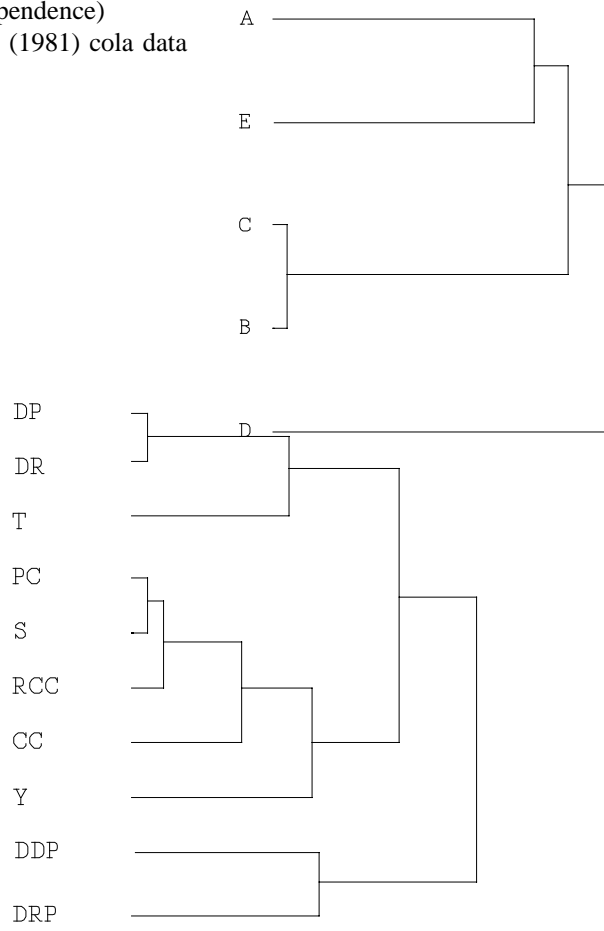 pendence)
(1981) cola data
A
E
C
B
D
DP
DR
T
PC
S
RCC
CC
Y
DDP
DRP